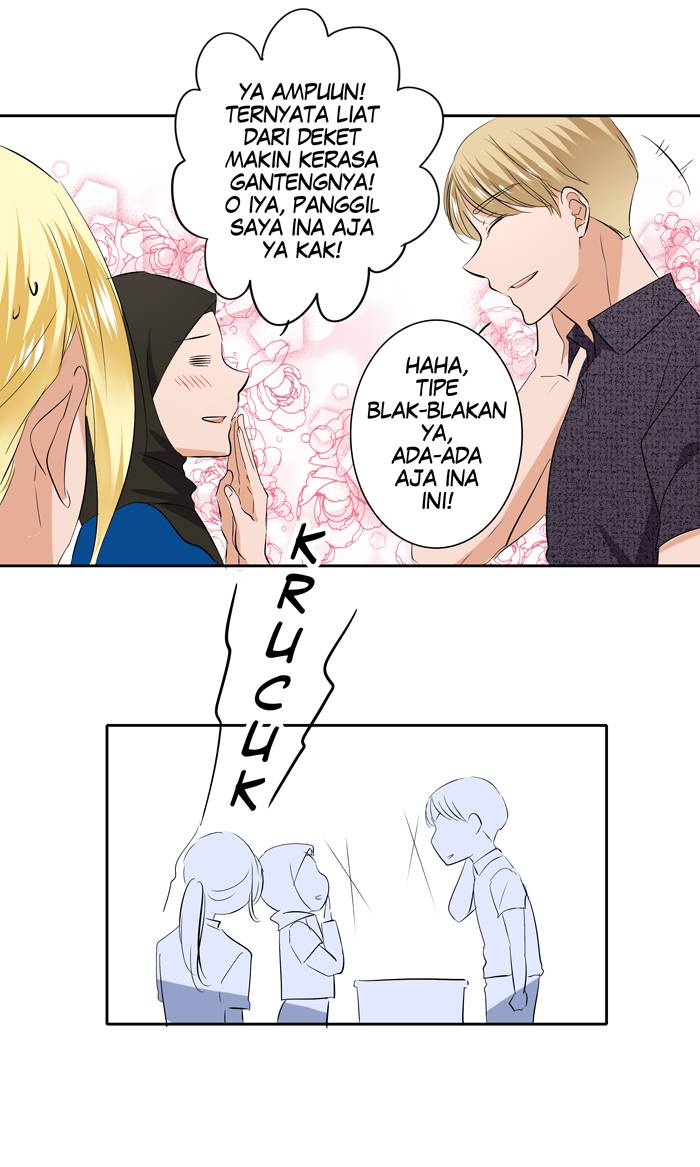 YA AMPUUN!
TERNYATA LIAT
DARI DEKET
MAKIN KERASA
GANTENGNYA!
O IYA, PANGGIL
SAYA INA AJA
YA KAK!
HAHA,
TIPE
BLAK-BLAKAN
YA,
ADA-ADA
AJA INA
INI!
KRUCUK